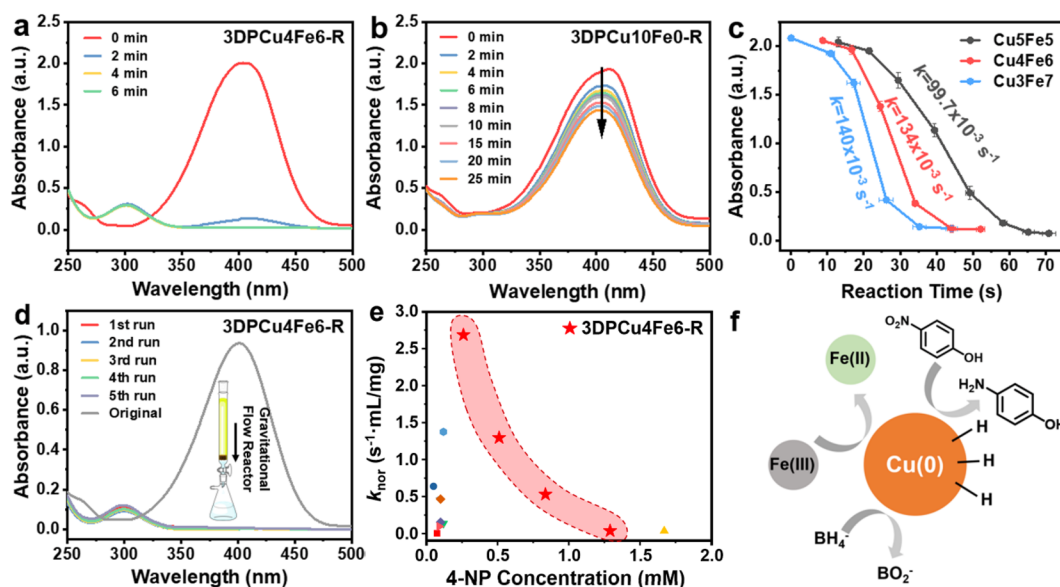 a
3DPCu4Fe6-R
0 min
2 min
4 min
6 min
2.5
2.0
1.5
1.0
0.5
0.0
250 300 350 400 450 500
Wavelength (nm)
Absorbance (a.u.)
b
3DPCu10Fe0-R
0 min
2 min
4 min
6 min
8 min
10 min
15 min
20 min
25 min
2.5
2.0
1.5
1.0
0.5
0.0
250 300 350 400 450 500
Wavelength (nm)
Absorbance (a.u.)
c
Cu5Fe5
Cu4Fe6
Cu3Fe7
k=99.7x10-3 s-1
k=134x10-3 s-1
k=140x10-3 s-1
2.0
1.5
1.0
0.5
0.0
0 10 20 30 40 50 60 70
Reaction Time (s)
Absorbance (a.u.)
d
3DPCu4Fe6-R
1st run
2nd run
3rd run
4th run
5th run
Original
Gravitational
Flow Reactor
1.0
0.8
0.6
0.4
0.2
0.0
250 300 350 400 450 500
Wavelength (nm)
Absorbance (a.u.)
e
3DPCu4Fe6-R
3.0
2.5
2.0
1.5
1.0
0.5
0.0
0.0 0.5 1.0 1.5 2.0
4-NP Concentration (mM)
knor (s-1·mL/mg)
f
O2N
OH
Fe(II)
H2N
OH
Fe(III)
Cu(0)
H
H
H
BH4-
BO2-